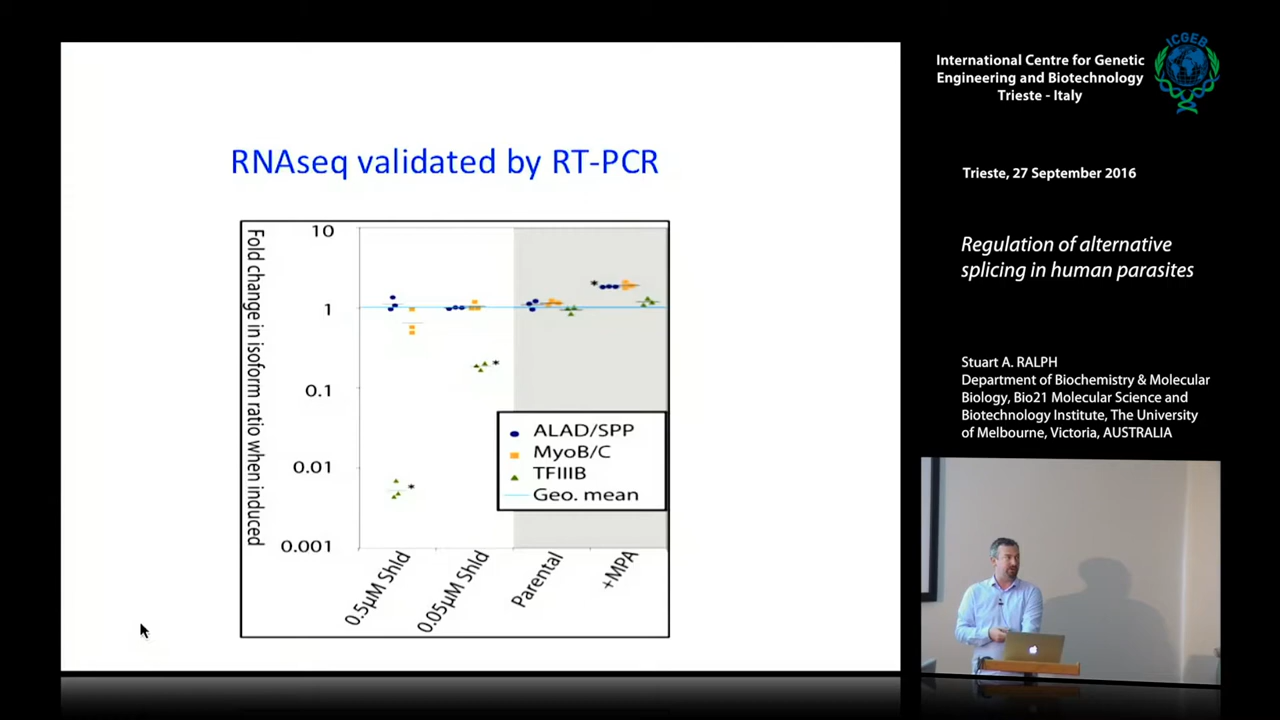 RNAseq validated by RT-PCR
Fold change in isoform ratio when induced
10
1
0.1
0.01
0.001
*
*
*
ALAD/SPP
MyoB/C
TFIIIB
Geo. mean
0.5µM Shld
0.05µM Shld
Parental
+MPA
International Centre for Genetic
Engineering and Biotechnology
Trieste - Italy
ICGEB
Trieste, 27 September 2016
Regulation of alternative
splicing in human parasites
Stuart A. RALPH
Department of Biochemistry & Molecular
Biology, Bio21 Molecular Science and
Biotechnology Institute, The University
of Melbourne, Victoria, AUSTRALIA